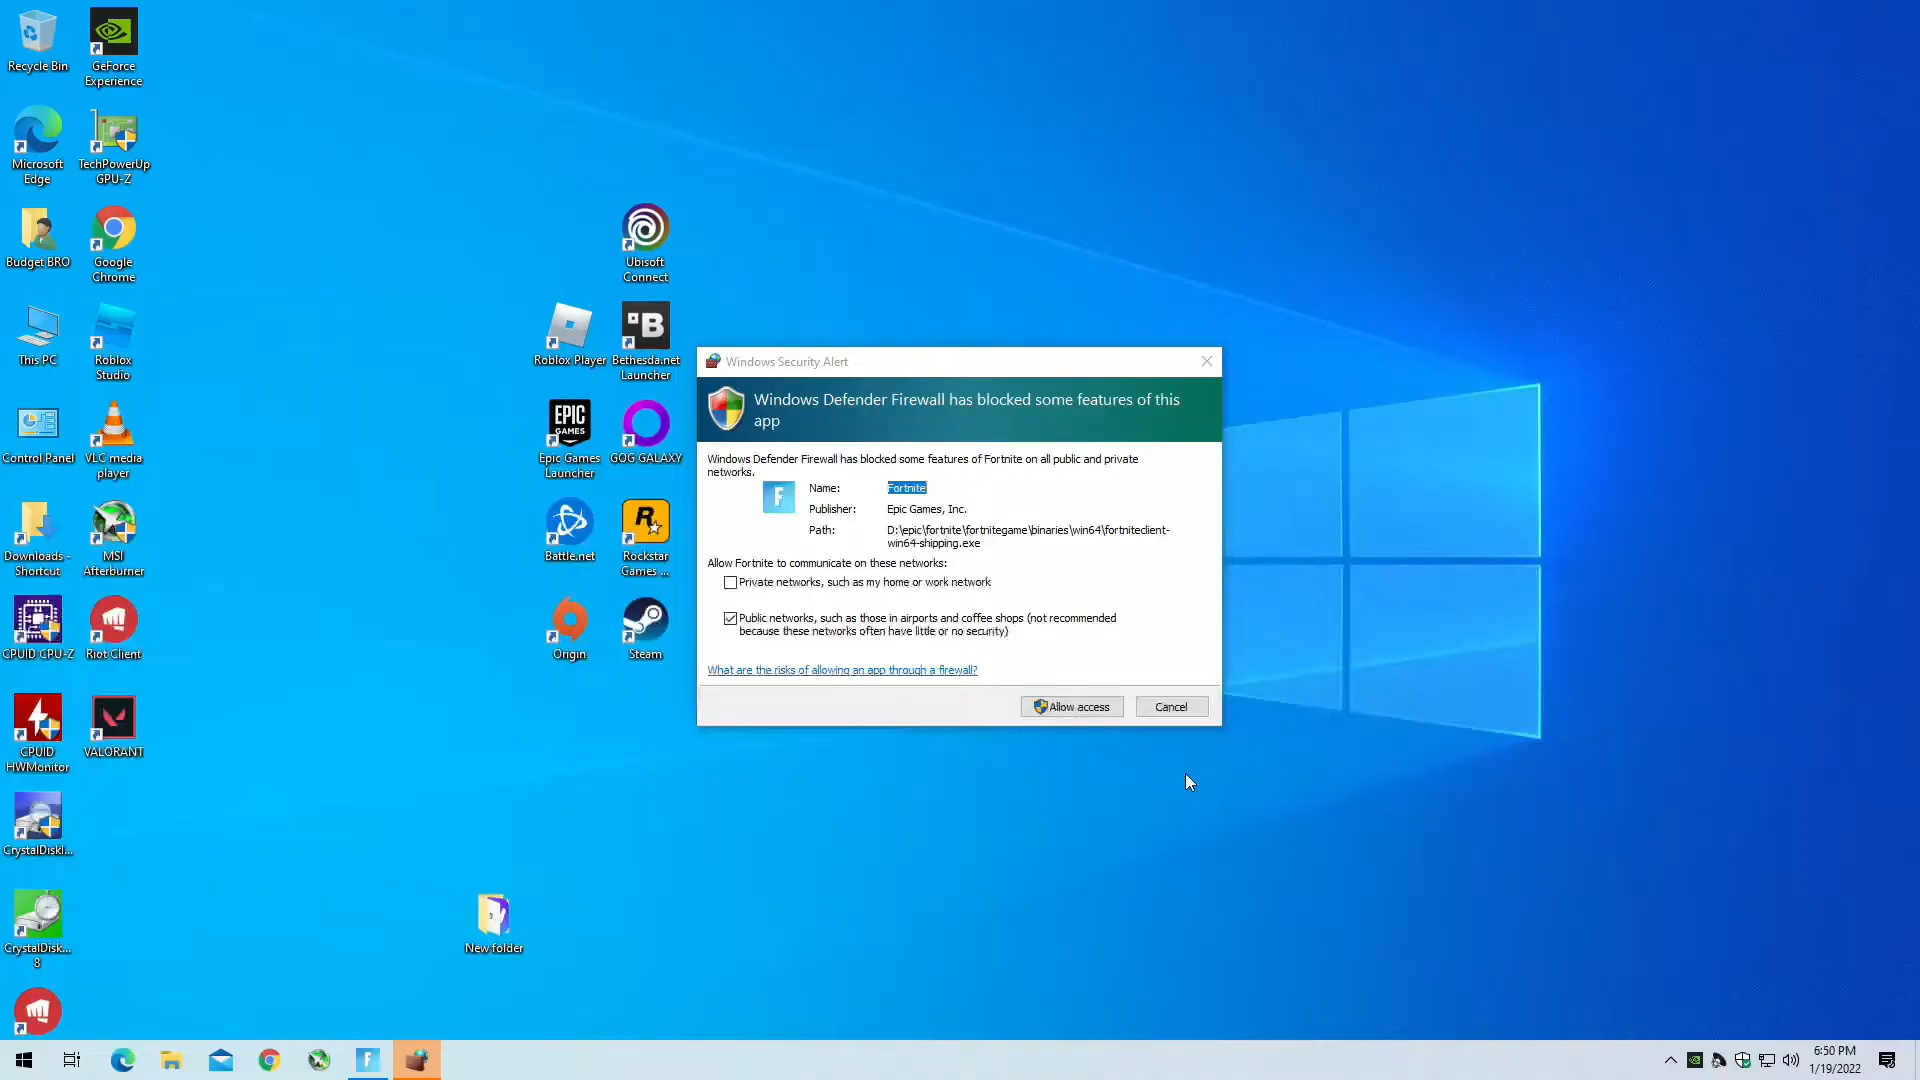 Recycle Bin
GeForce
Experience
Microsoft
Edge
TechPowerUp
GPU-Z
Budget BRO
Google
Chrome
This PC
Roblox
Studio
Control Panel
VLC media
player
Downloads -
Shortcut
MSI
Afterburner
CPUID CPU-Z
Riot Client
CPUID
HWMonitor
VALORANT
CrystalDiskI...
CrystalDisk...
8
Ubisoft
Connect
Roblox Player
B
Bethesda.net
Launcher
EPIC
GAMES
Epic Games
Launcher
GOG GALAXY
Battle.net
R
Rockstar
Games ...
Origin
Steam
New folder
Windows Security Alert
Windows Defender Firewall has blocked some features of this
app
Windows Defender Firewall has blocked some features of Fortnite on all public and private
networks.
F
Name: Fortnite
Publisher: Epic Games, Inc.
Path: D:\epic\fortnite\fortnitegame\binaries\win64\fortniteclient-
win64-shipping.exe
Allow Fortnite to communicate on these networks:
Private networks, such as my home or work network
Public networks, such as those in airports and coffee shops (not recommended
because these networks often have little or no security)
What are the risks of allowing an app through a firewall?
Allow access
Cancel
F
6:50 PM
1/19/2022